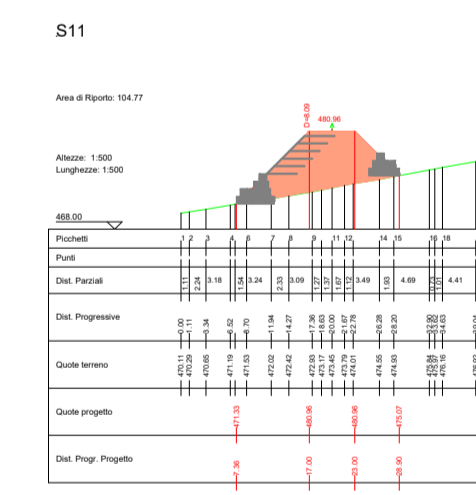 S11
Area di Riporto: 104.77
D=8.09
480.96
Altezze: 1:500
Lunghezze: 1:500
468.00
Picchetti 1 2 3 4 6 7 8 9 11 12 14 15 16 18
Punti
Dist. Parziali 1.11 2.24 3.18 1.54 3.24 2.33 3.09 1.27 1.37 1.67 1.12 3.49 1.93 4.69 1.01 4.41
Dist. Progressive 0.00 1.11 3.34 6.52 8.70 11.94 14.27 17.36 18.63 20.00 21.67 22.78 26.28 28.20 34.63
Quote terreno 470.11 470.29 470.65 471.19 471.53 472.02 472.42 472.93 473.17 473.45 473.79 474.01 474.55 474.93 476.16
Quote progetto 471.33 480.96 480.96 475.07
Dist. Progr. Progetto 7.36 17.00 23.00 28.90